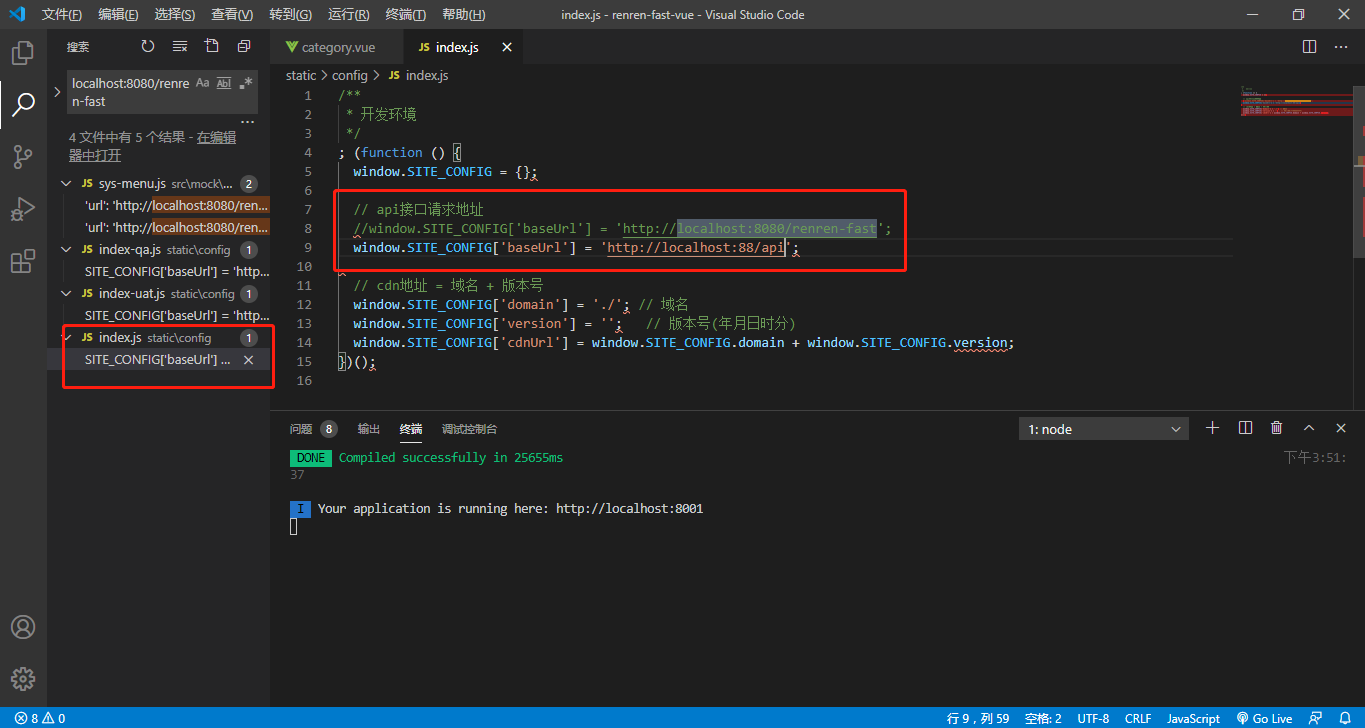 文件(F) 编辑(E) 选择(S) 查看(V) 转到(G) 运行(R) 终端(T) 帮助(H) index.js - renren-fast-vue - Visual Studio Code
搜索
category.vue
JS index.js
static > config > JS index.js
localhost:8080/renre
n-fast
Aa Abl .*
4 文件中有 5 个结果 - 在编辑
器中打开
JS sys-menu.js src\mock\... 2
'url': 'http://localhost:8080/ren...
'url': 'http://localhost:8080/ren...
JS index-qa.js static\config 1
SITE_CONFIG['baseUrl'] = 'http...
JS index-uat.js static\config 1
SITE_CONFIG['baseUrl'] = 'http...
JS index.js static\config 1
SITE_CONFIG['baseUrl'] ...
1 /**
2 * 开发环境
3 */
4 ; (function () {
5 window.SITE_CONFIG = {};
6
7 // api接口请求地址
8 //window.SITE_CONFIG['baseUrl'] = 'http://localhost:8080/renren-fast';
9 window.SITE_CONFIG['baseUrl'] = 'http://localhost:88/api';
10
11 // cdn地址 = 域名 + 版本号
12 window.SITE_CONFIG['domain'] = './'; // 域名
13 window.SITE_CONFIG['version'] = ''; // 版本号(年月日时分)
14 window.SITE_CONFIG['cdnUrl'] = window.SITE_CONFIG.domain + window.SITE_CONFIG.version;
15 })();
16
问题 8 输出 终端 调试控制台 1: node
DONE Compiled successfully in 25655ms 下午3:51:
37
I Your application is running here: http://localhost:8001
8 0 行 9，列 59 空格: 2 UTF-8 CRLF JavaScript Go Live